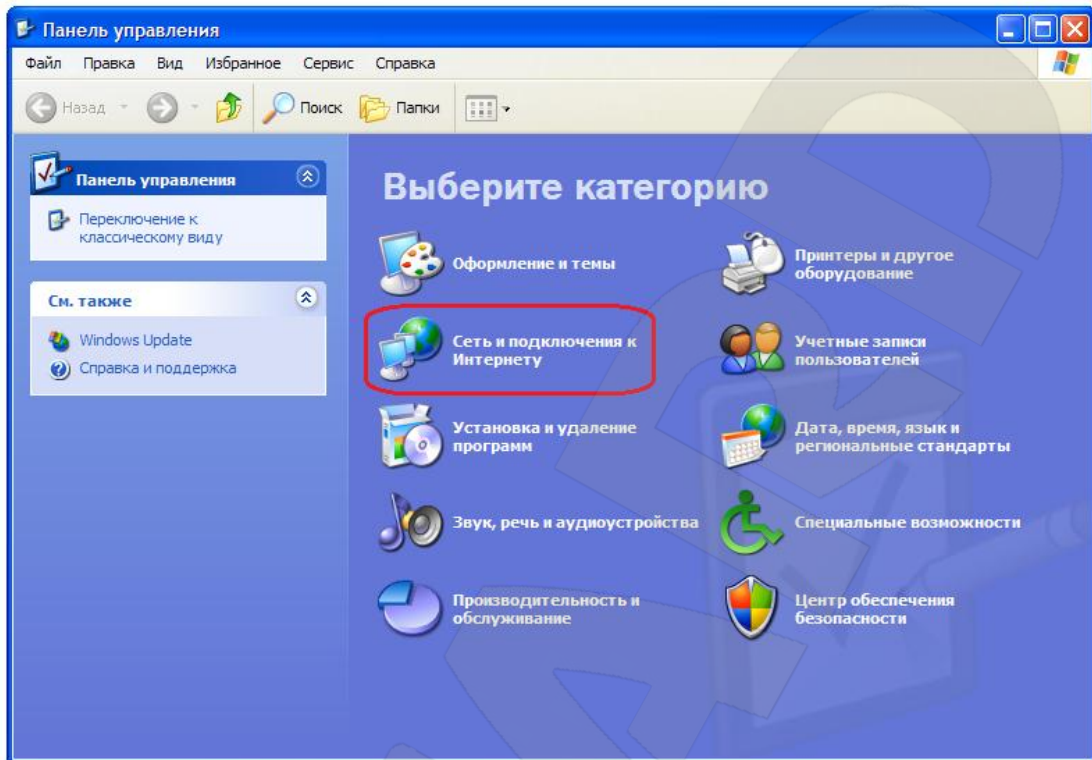 Панель управления
Файл Правка Вид Избранное Сервис Справка
Назад Поиск Папки
Панель управления
Переключение к
классическому виду
См. также
Windows Update
Справка и поддержка
Выберите категорию
Оформление и темы
Принтеры и другое
оборудование
Сеть и подключения к
Интернету
Учетные записи
пользователей
Установка и удаление
программ
Дата, время, язык и
региональные стандарты
Звук, речь и аудиоустройства
Специальные возможности
Производительность и
обслуживание
Центр обеспечения
безопасности